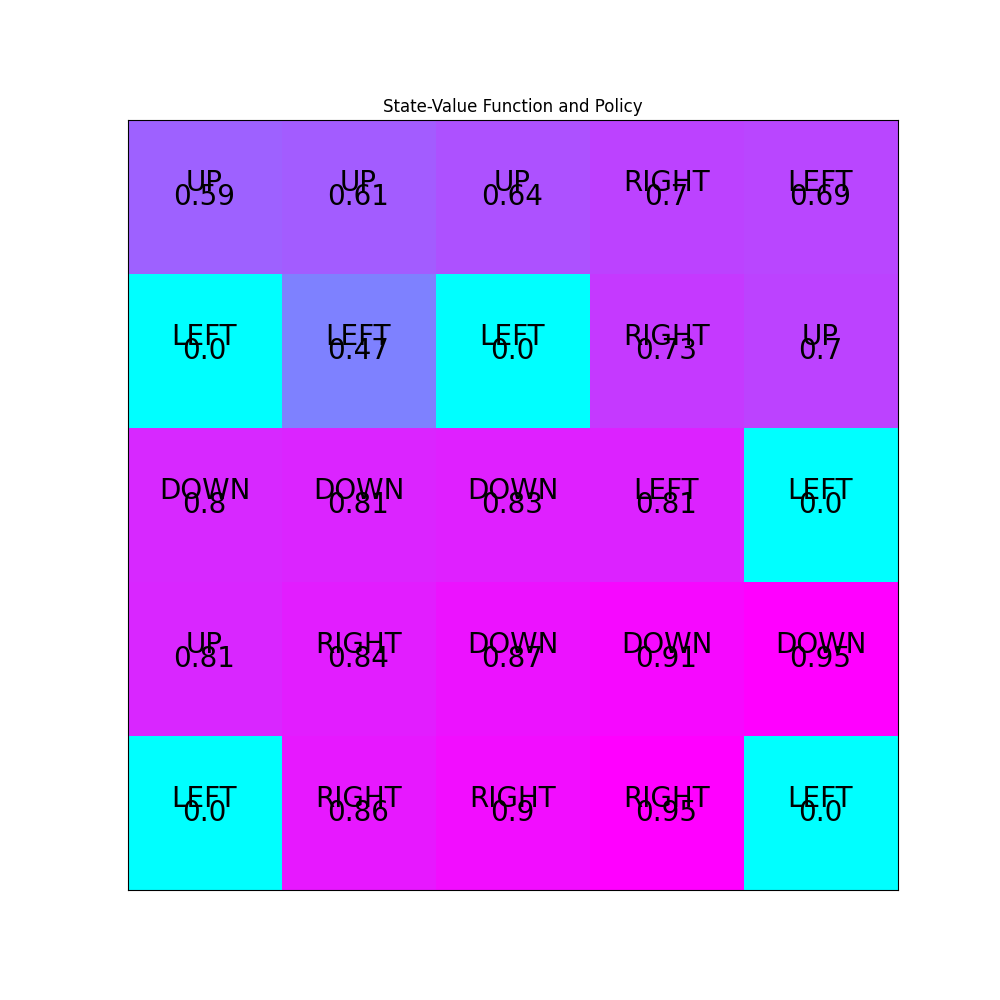 State-Value Function and Policy
UP UP UP RIGHT LEFT
0.59 0.61 0.64 0.7 0.69
LEFT LEFT LEFT RIGHT UP
0.0 0.47 0.0 0.73 0.7
DOWN DOWN DOWN LEFT LEFT
0.8 0.81 0.83 0.81 0.0
UP RIGHT DOWN DOWN DOWN
0.81 0.84 0.87 0.91 0.95
LEFT RIGHT RIGHT RIGHT LEFT
0.0 0.86 0.9 0.95 0.0